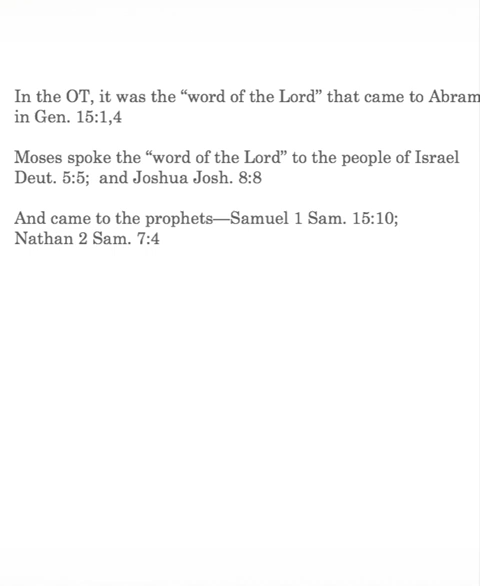 In the OT, it was the “word of the Lord” that came to Abram
in Gen. 15:1,4
Moses spoke the “word of the Lord” to the people of Israel
Deut. 5:5;  and Joshua Josh. 8:8
And came to the prophets—Samuel 1 Sam. 15:10;
Nathan 2 Sam. 7:4